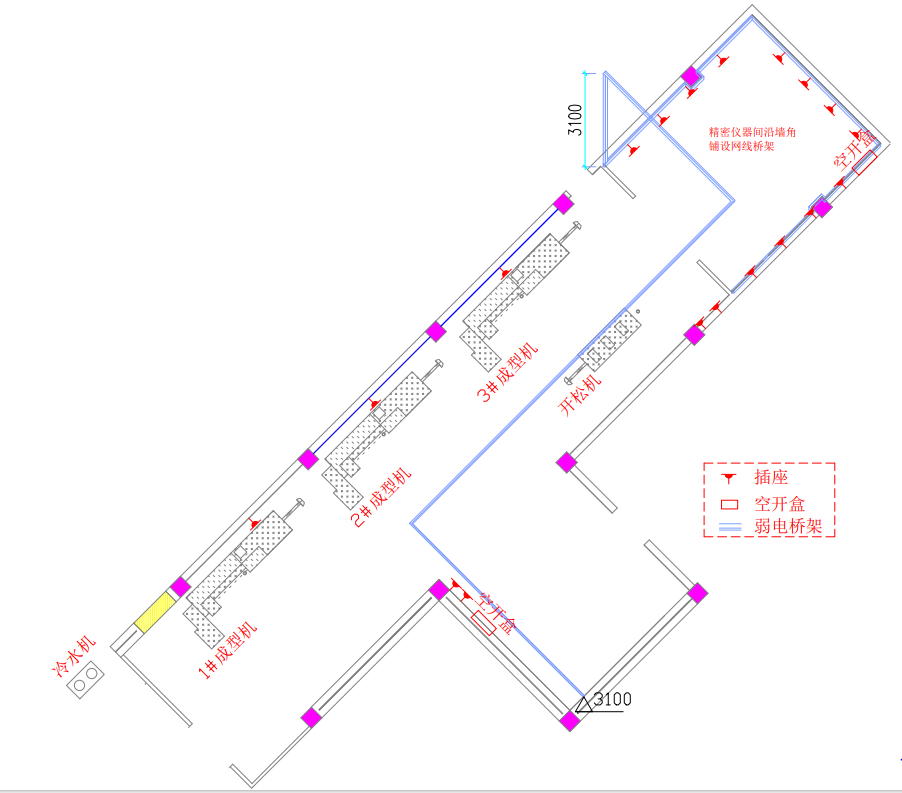 3100
精密仪器间沿墙角
铺设网线桥架
空开盒
3#成型机
开松机
2#成型机
插座
空开盒
弱电桥架
空开盒
1#成型机
冷水机
3100